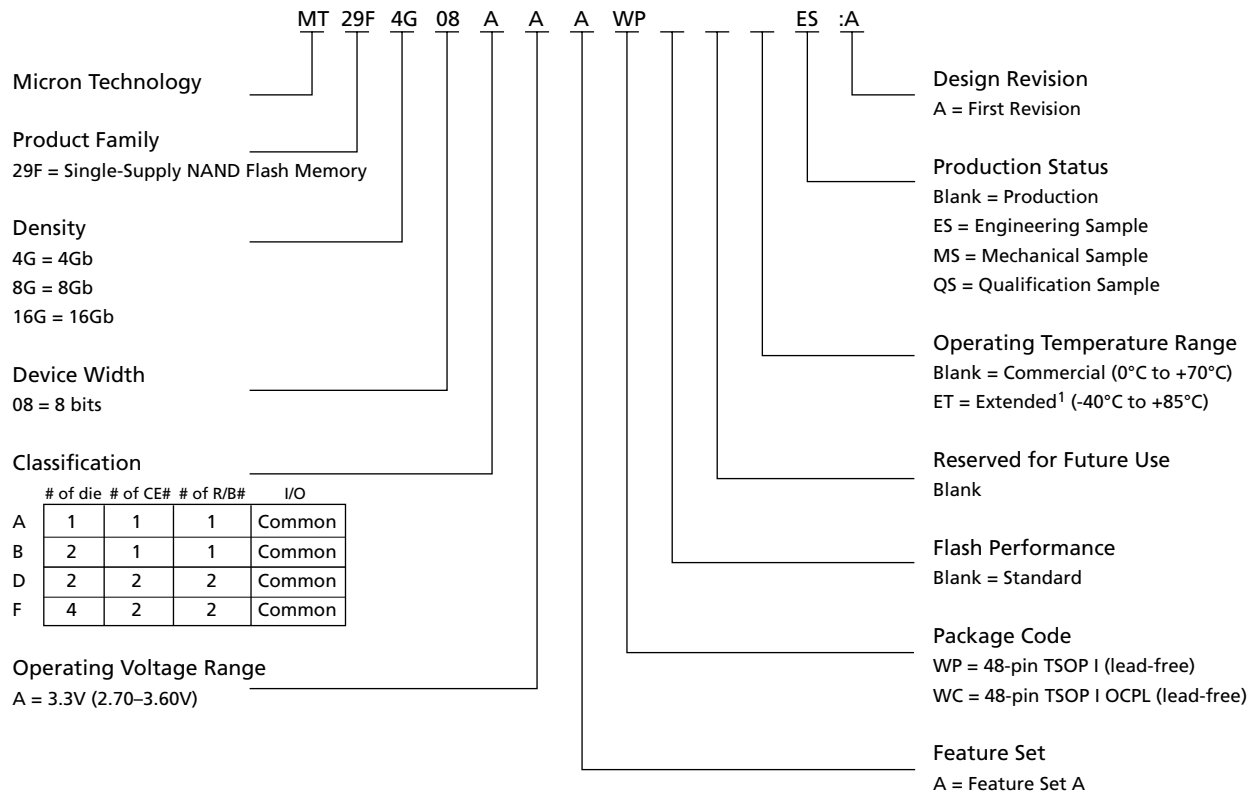 MT 29F 4G 08 A A A WP ES :A
Micron Technology
Product Family
29F = Single-Supply NAND Flash Memory
Density
4G = 4Gb
8G = 8Gb
16G = 16Gb
Device Width
08 = 8 bits
Classification
# of die # of CE# # of R/B# I/O
A 1 1 1 Common
B 2 1 1 Common
D 2 2 2 Common
F 4 2 2 Common
Operating Voltage Range
A = 3.3V (2.70–3.60V)
Design Revision
A = First Revision
Production Status
Blank = Production
ES = Engineering Sample
MS = Mechanical Sample
QS = Qualification Sample
Operating Temperature Range
Blank = Commercial (0°C to +70°C)
ET = Extended¹ (-40°C to +85°C)
Reserved for Future Use
Blank
Flash Performance
Blank = Standard
Package Code
WP = 48-pin TSOP I (lead-free)
WC = 48-pin TSOP I OCPL (lead-free)
Feature Set
A = Feature Set A